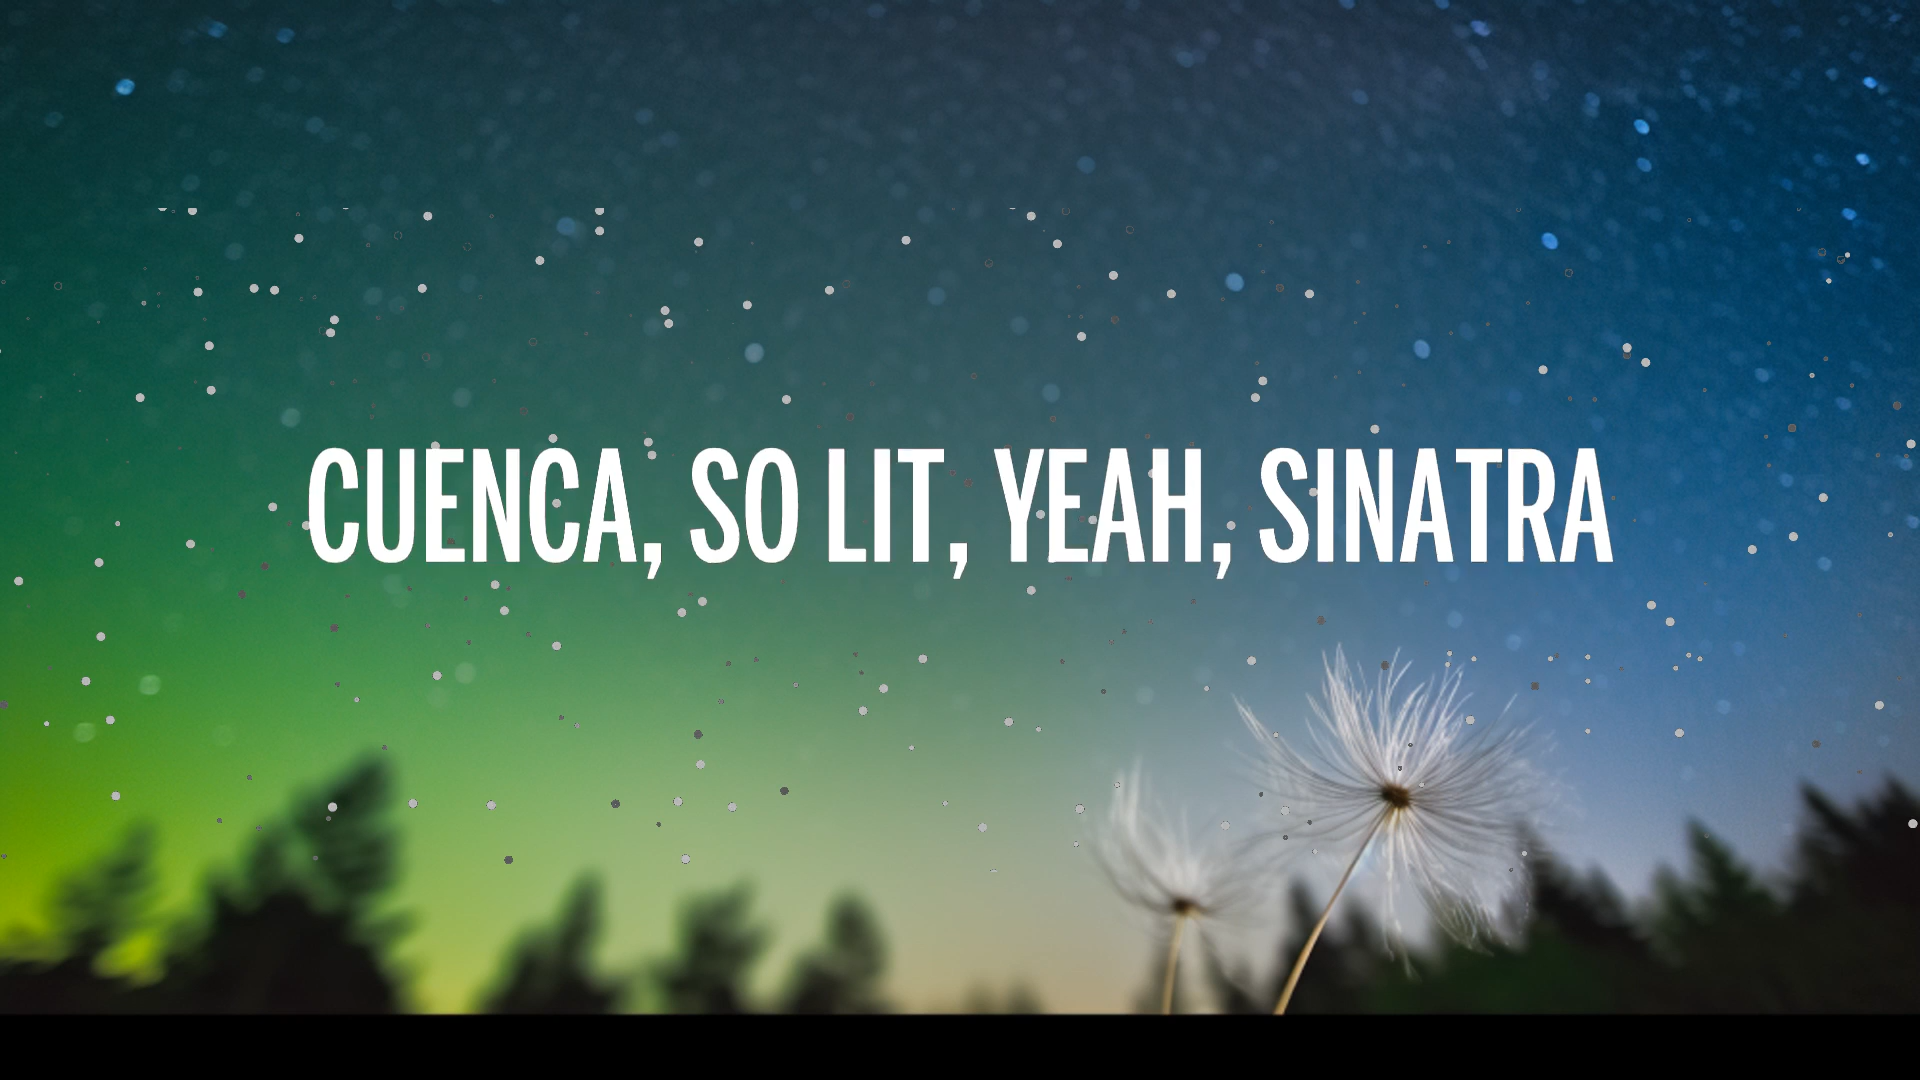 CUENCA, SO LIT, YEAH, SINATRA